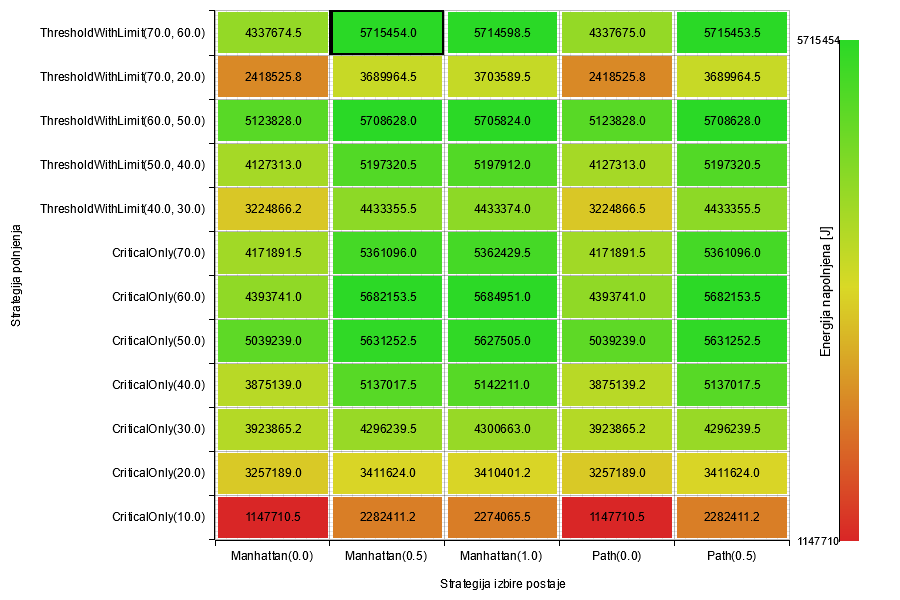 ThresholdWithLimit(70.0, 60.0) 4337674.5 5715454.0 5714598.5 4337675.0 5715453.5 5715454
ThresholdWithLimit(70.0, 20.0) 2418525.8 3689964.5 3703589.5 2418525.8 3689964.5
ThresholdWithLimit(60.0, 50.0) 5123828.0 5708628.0 5705824.0 5123828.0 5708628.0
ThresholdWithLimit(50.0, 40.0) 4127313.0 5197320.5 5197912.0 4127313.0 5197320.5
ThresholdWithLimit(40.0, 30.0) 3224866.2 4433355.5 4433374.0 3224866.5 4433355.5
CriticalOnly(70.0) 4171891.5 5361096.0 5362429.5 4171891.5 5361096.0
CriticalOnly(60.0) 4393741.0 5682153.5 5684951.0 4393741.0 5682153.5
CriticalOnly(50.0) 5039239.0 5631252.5 5627505.0 5039239.0 5631252.5
CriticalOnly(40.0) 3875139.0 5137017.5 5142211.0 3875139.2 5137017.5
CriticalOnly(30.0) 3923865.2 4296239.5 4300663.0 3923865.2 4296239.5
CriticalOnly(20.0) 3257189.0 3411624.0 3410401.2 3257189.0 3411624.0
CriticalOnly(10.0) 1147710.5 2282411.2 2274065.5 1147710.5 2282411.2 1147710
Manhattan(0.0) Manhattan(0.5) Manhattan(1.0) Path(0.0) Path(0.5)
Strategija izbire postaje
Strategija polnjenja
Energija napolnjena [J]